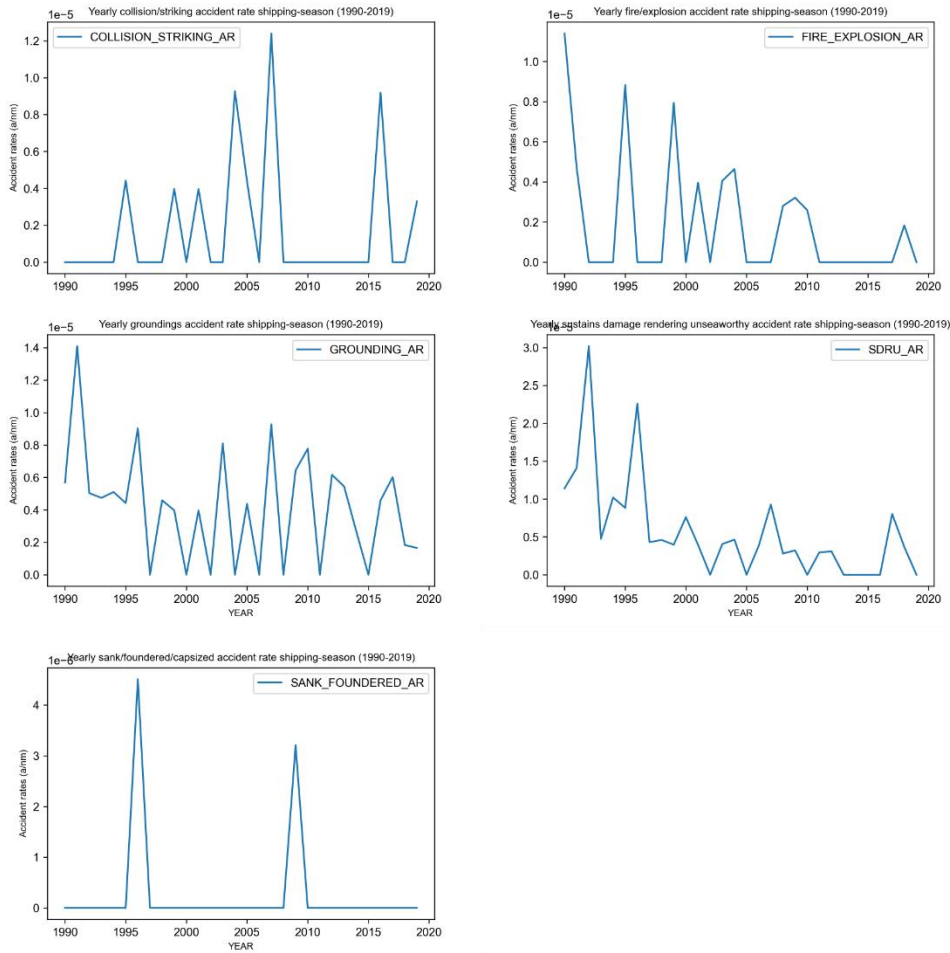 Yearly collision/striking accident rate shipping-season (1990-2019)
1e-5
COLLISION_STRIKING_AR
Accident rates (a/nm)
1.2
1.0
0.8
0.6
0.4
0.2
0.0
1990 1995 2000 2005 2010 2015 2020
Yearly fire/explosion accident rate shipping-season (1990-2019)
1e-5
FIRE_EXPLOSION_AR
Accident rates (a/nm)
1.0
0.8
0.6
0.4
0.2
0.0
1990 1995 2000 2005 2010 2015 2020
Yearly groundings accident rate shipping-season (1990-2019)
1e-5
GROUNDING_AR
Accident rates (a/nm)
1.4
1.2
1.0
0.8
0.6
0.4
0.2
0.0
1990 1995 2000 2005 2010 2015 2020
YEAR
Yearly sustains damage rendering unseaworthy accident rate shipping-season (1990-2019)
1e-5
SDRU_AR
Accident rates (a/nm)
3.0
2.5
2.0
1.5
1.0
0.5
0.0
1990 1995 2000 2005 2010 2015 2020
YEAR
Yearly sank/foundered/capsized accident rate shipping-season (1990-2019)
1e-6
SANK_FOUNDERED_AR
Accident rates (a/nm)
4
3
2
1
0
1990 1995 2000 2005 2010 2015 2020
YEAR